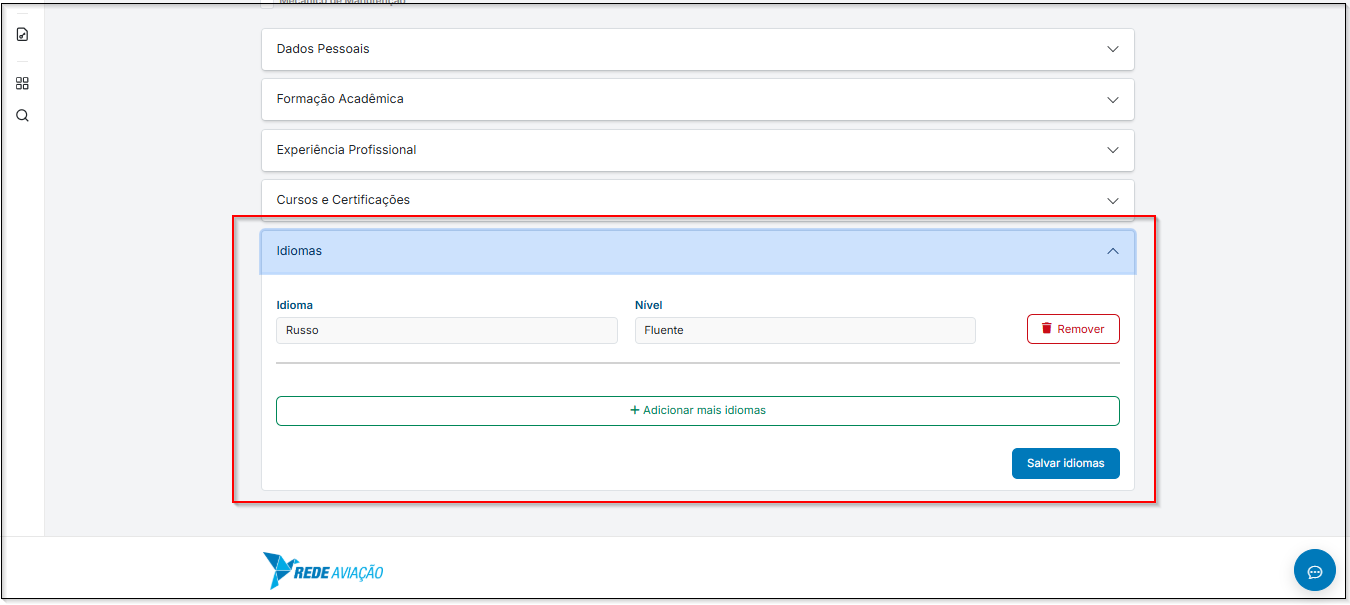 Mecânico de Manutenção
Dados Pessoais
Formação Acadêmica
Experiência Profissional
Cursos e Certificações
Idiomas
Idioma Nível
Russo Fluente Remover
+ Adicionar mais idiomas
Salvar idiomas
REDE AVIAÇÃO